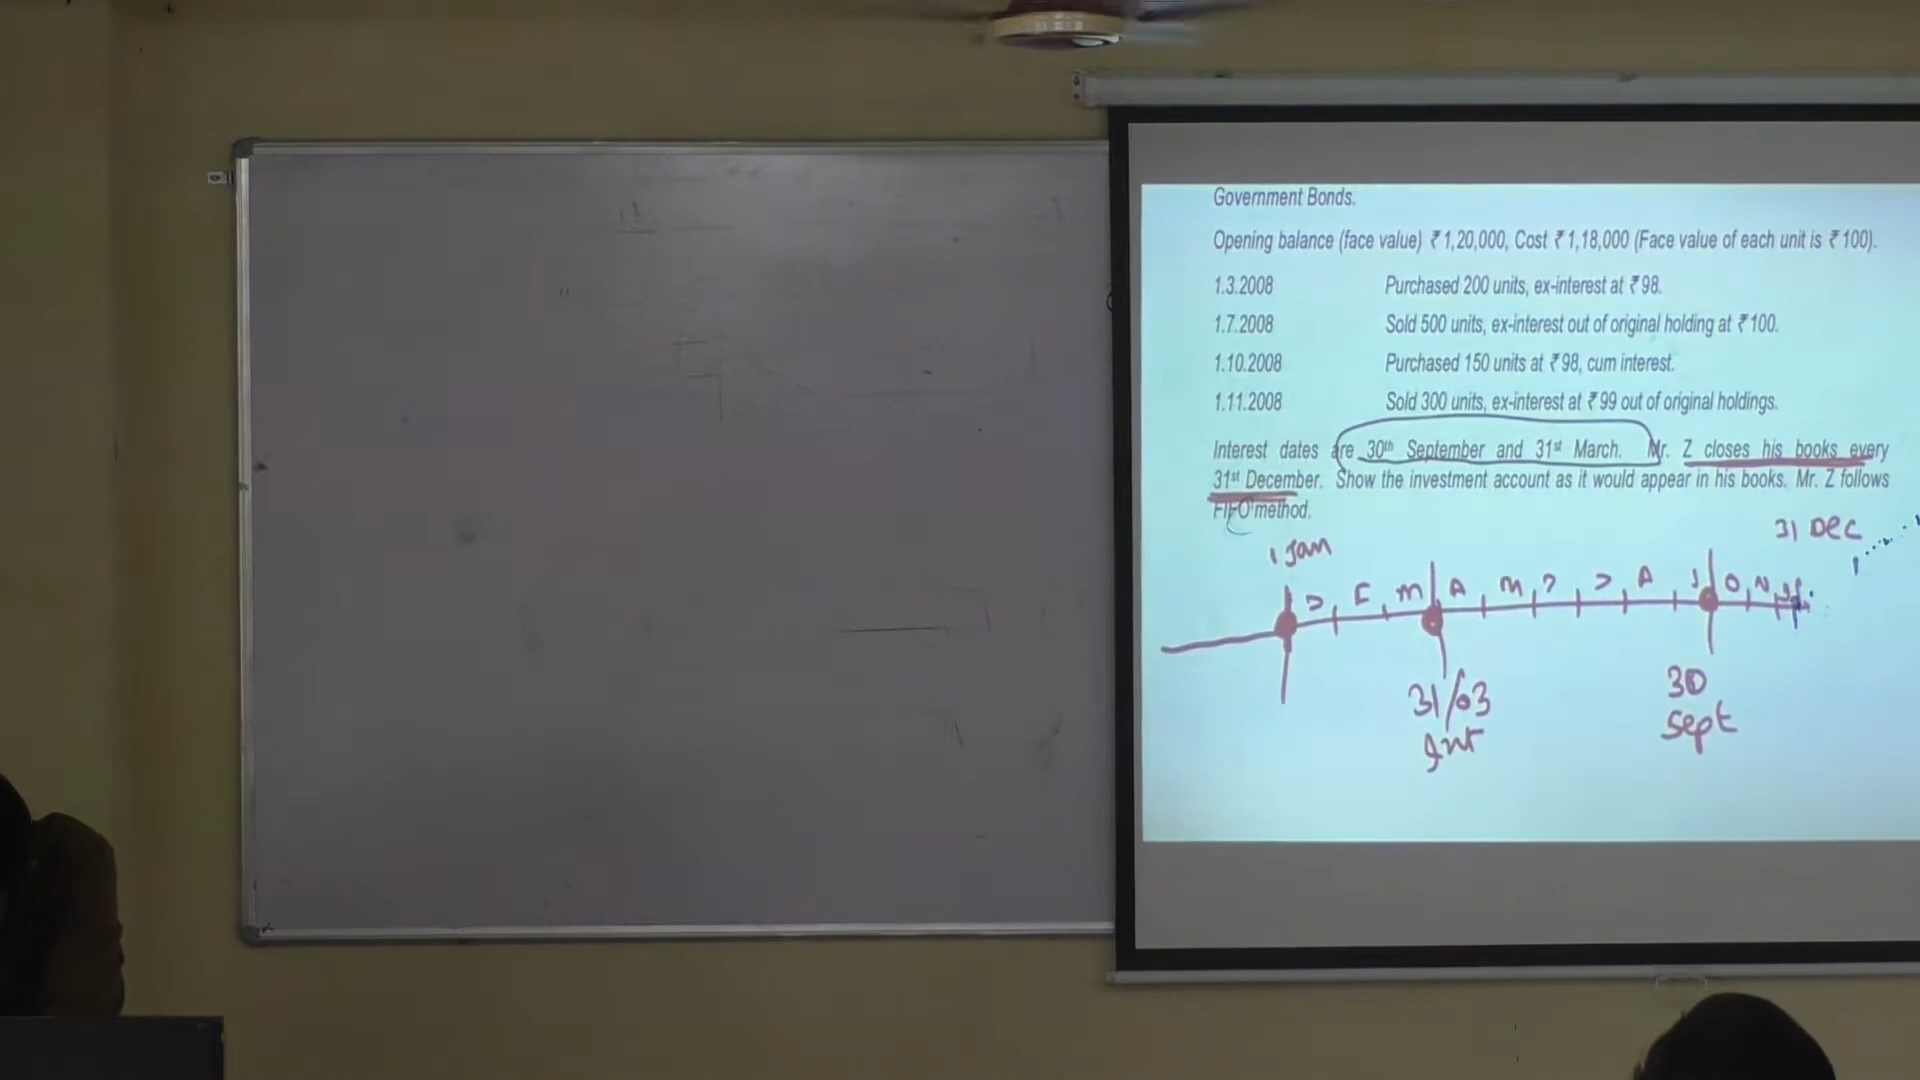 Government Bonds.
Opening balance (face value) ₹ 1,20,000, Cost ₹ 1,18,000 (Face value of each unit is ₹ 100).
1.3.2008 Purchased 200 units, ex-interest at ₹ 98.
1.7.2008 Sold 500 units, ex-interest out of original holding at ₹ 100.
1.10.2008 Purchased 150 units at ₹ 98, cum interest.
1.11.2008 Sold 300 units, ex-interest at ₹ 99 out of original holdings.
Interest dates are 30th September and 31st March. Mr. Z closes his books every
31st December. Show the investment account as it would appear in his books. Mr. Z follows
FIFO method.
1 Jan 31 Dec
F M A M A O N
31/03 30
Int Sept